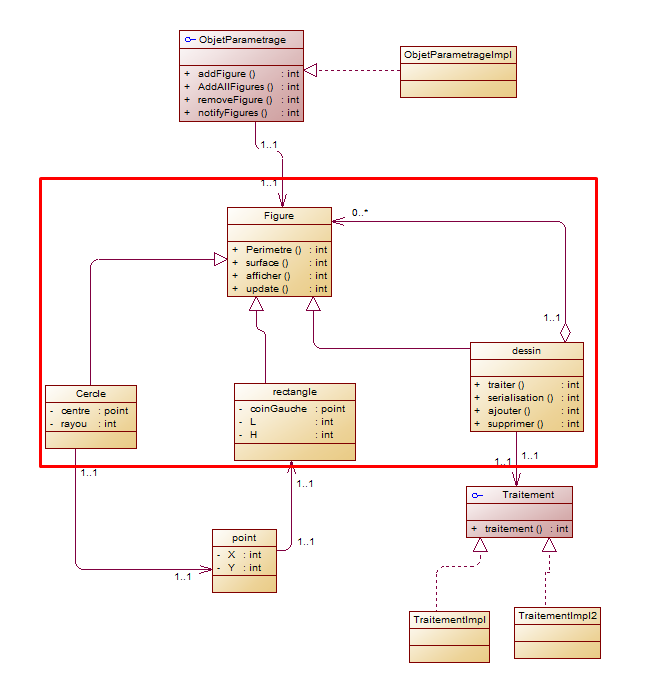 ObjetParametrage
+ addFigure () : int
+ AddAllFigures () : int
+ removeFigure () : int
+ notifyFigures () : int
ObjetParametrageImpl
1..1
1..1
Figure
+ Perimetre () : int
+ surface () : int
+ afficher () : int
+ update () : int
0..*
1..1
dessin
+ traiter () : int
+ serialisation () : int
+ ajouter () : int
+ supprimer () : int
Cercle
- centre : point
- rayou : int
rectangle
- coinGauche : point
- L : int
- H : int
1..1
1..1
1..1
1..1
Traitement
+ traitement () : int
point
- X : int
- Y : int
1..1
1..1
TraitementImpl
TraitementImpl2